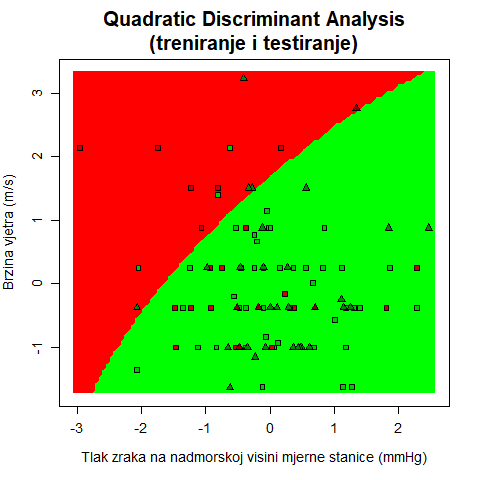 Quadratic Discriminant Analysis
(treniranje i testiranje)
Brzina vjetra (m/s)
3
2
1
0
-1
-3 -2 -1 0 1 2
Tlak zraka na nadmorskoj visini mjerne stanice (mmHg)